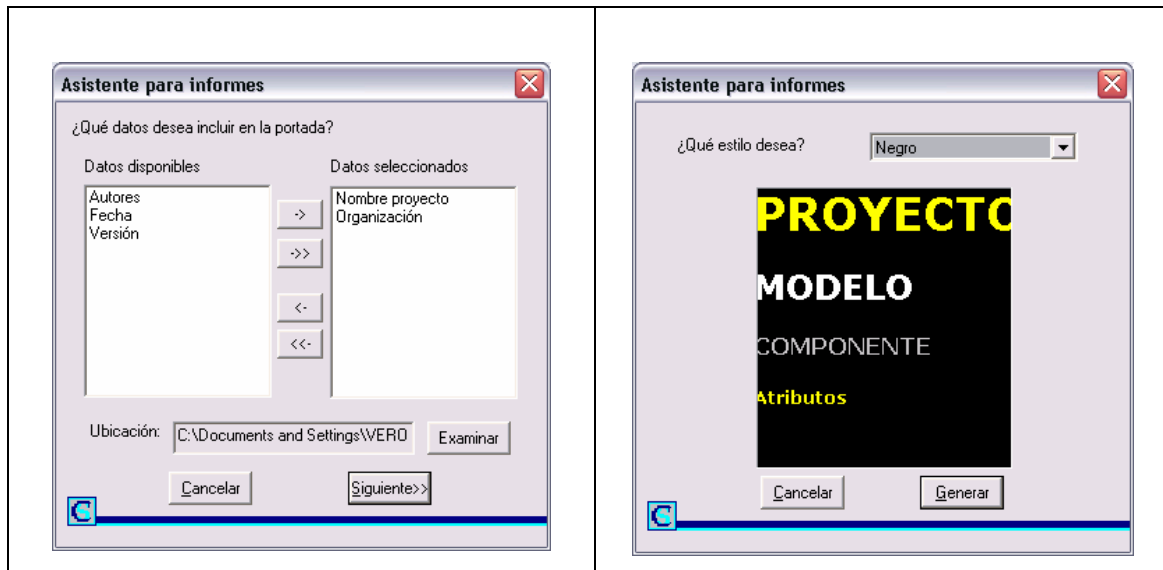 Asistente para informes
¿Qué datos desea incluir en la portada?
Datos disponibles
Datos seleccionados
Autores
Fecha
Versión
->
->>
<-
<<-
Nombre proyecto
Organización
Ubicación:
C:\Documents and Settings\VERO
Examinar
Cancelar
Siguiente>>
CS
Asistente para informes
¿Qué estilo desea?
Negro
PROYECTO
MODELO
COMPONENTE
Atributos
Cancelar
Generar
CS